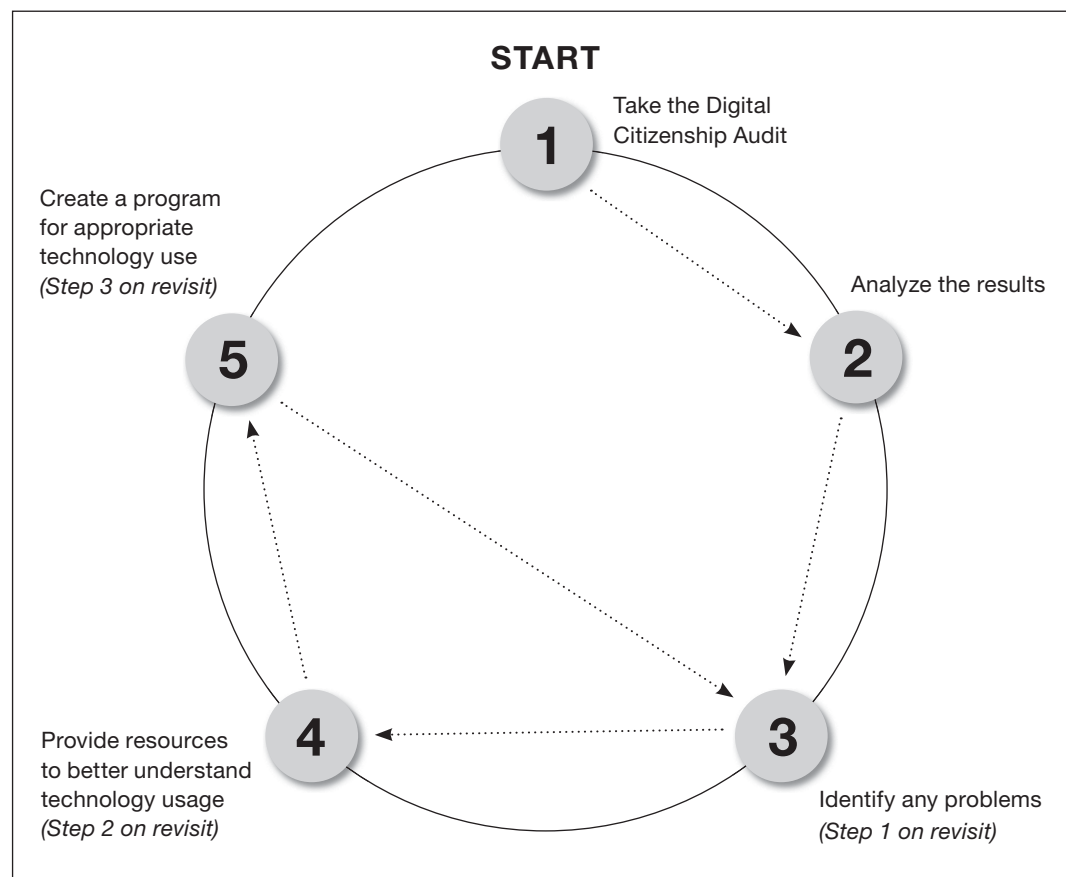 START
1
Take the Digital
Citizenship Audit
2
Analyze the results
3
Identify any problems
(Step 1 on revisit)
4
Provide resources
to better understand
technology usage
(Step 2 on revisit)
5
Create a program
for appropriate
technology use
(Step 3 on revisit)